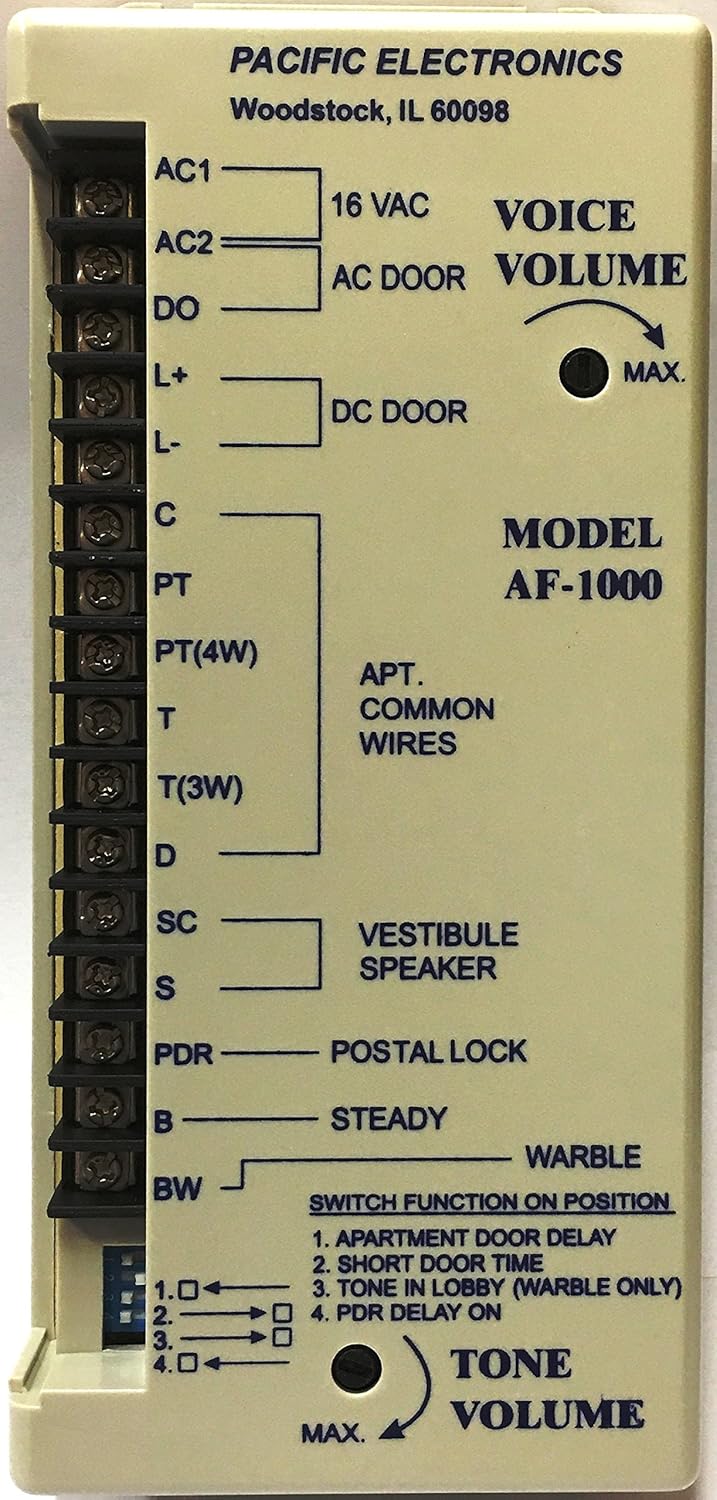 PACIFIC ELECTRONICS
Woodstock, IL 60098
AC1
16 VAC
AC2
AC DOOR
DO
VOICE
VOLUME
MAX.
L+
DC DOOR
L-
C
PT
PT(4W)
T
T(3W)
D
APT.
COMMON
WIRES
MODEL
AF-1000
SC
S
VESTIBULE
SPEAKER
PDR
POSTAL LOCK
B
STEADY
BW
WARBLE
SWITCH FUNCTION ON POSITION
1. APARTMENT DOOR DELAY
2. SHORT DOOR TIME
3. TONE IN LOBBY (WARBLE ONLY)
4. PDR DELAY ON
1.
2.
3.
4.
TONE
VOLUME
MAX.